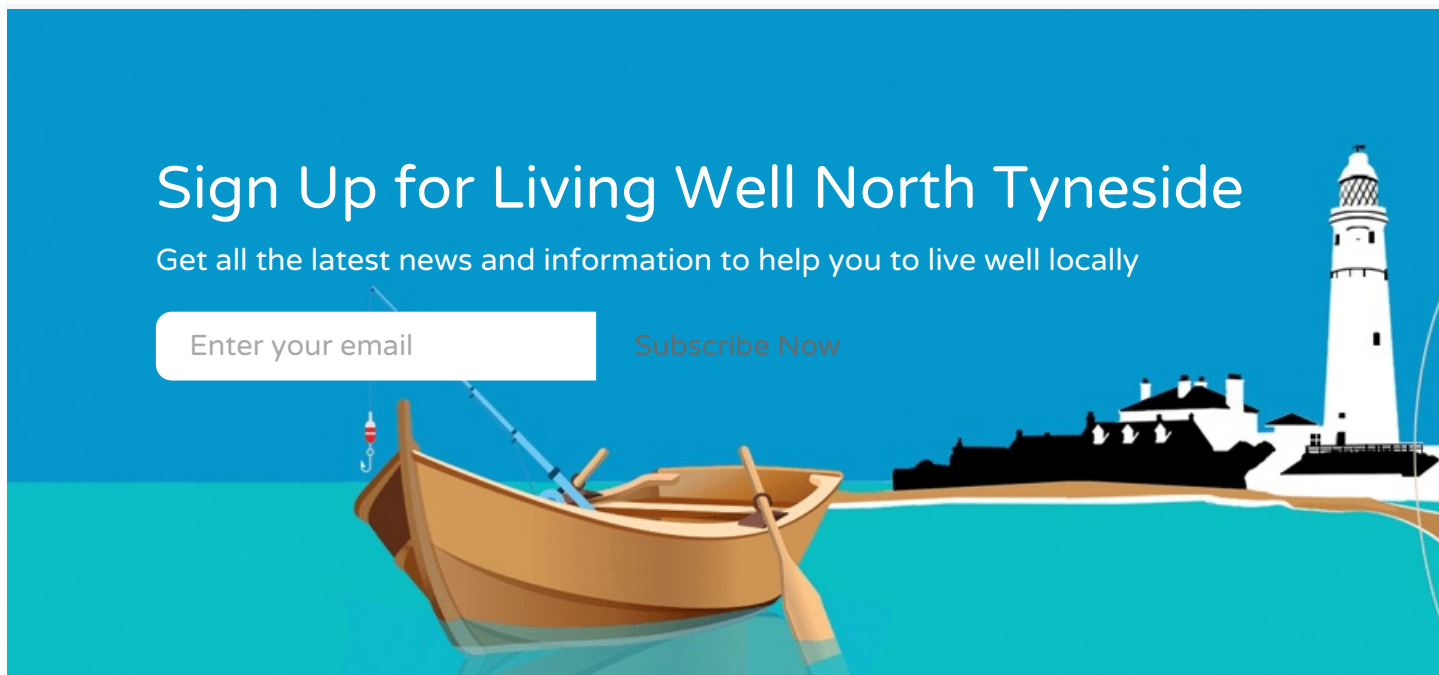 Sign Up for Living Well North Tyneside
Get all the latest news and information to help you to live well locally
Enter your email
Subscribe Now